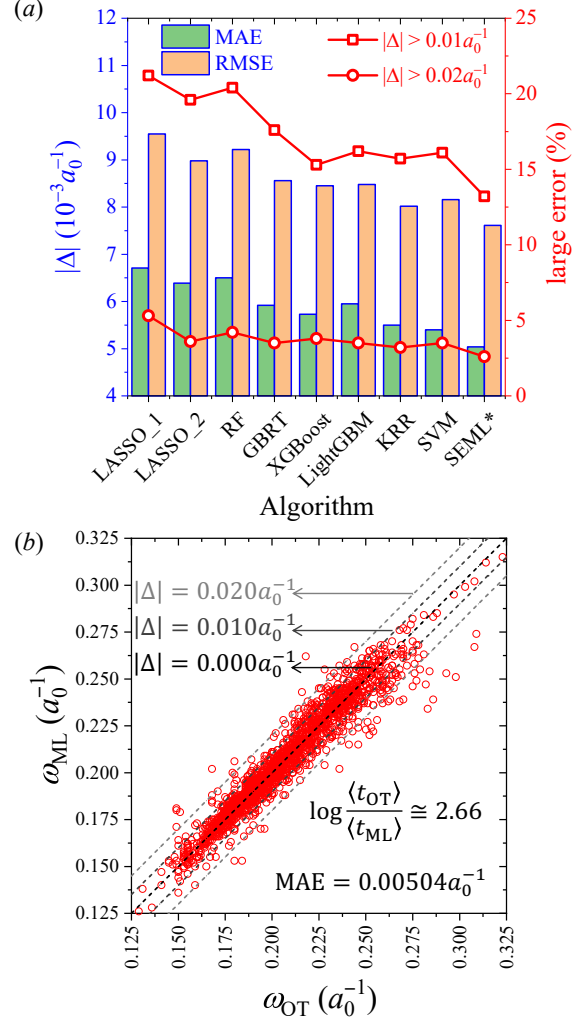 (a)
MAE
RMSE
|Δ| > 0.01a₀⁻¹
|Δ| > 0.02a₀⁻¹
|Δ| (10⁻³a₀⁻¹)
12
11
10
9
8
7
6
5
4
large error (%)
25
20
15
10
5
0
LASSO_1
LASSO_2
RF
GBRT
XGBoost
LightGBM
KRR
SVM
SEML*
Algorithm
(b)
ω_ML (a₀⁻¹)
0.325
0.300
0.275
0.250
0.225
0.200
0.175
0.150
0.125
|Δ| = 0.020a₀⁻¹
|Δ| = 0.010a₀⁻¹
|Δ| = 0.000a₀⁻¹
log ⟨t_OT⟩/⟨t_ML⟩ ≅ 2.66
MAE = 0.00504a₀⁻¹
0.125
0.150
0.175
0.200
0.225
0.250
0.275
0.300
0.325
ω_OT (a₀⁻¹)